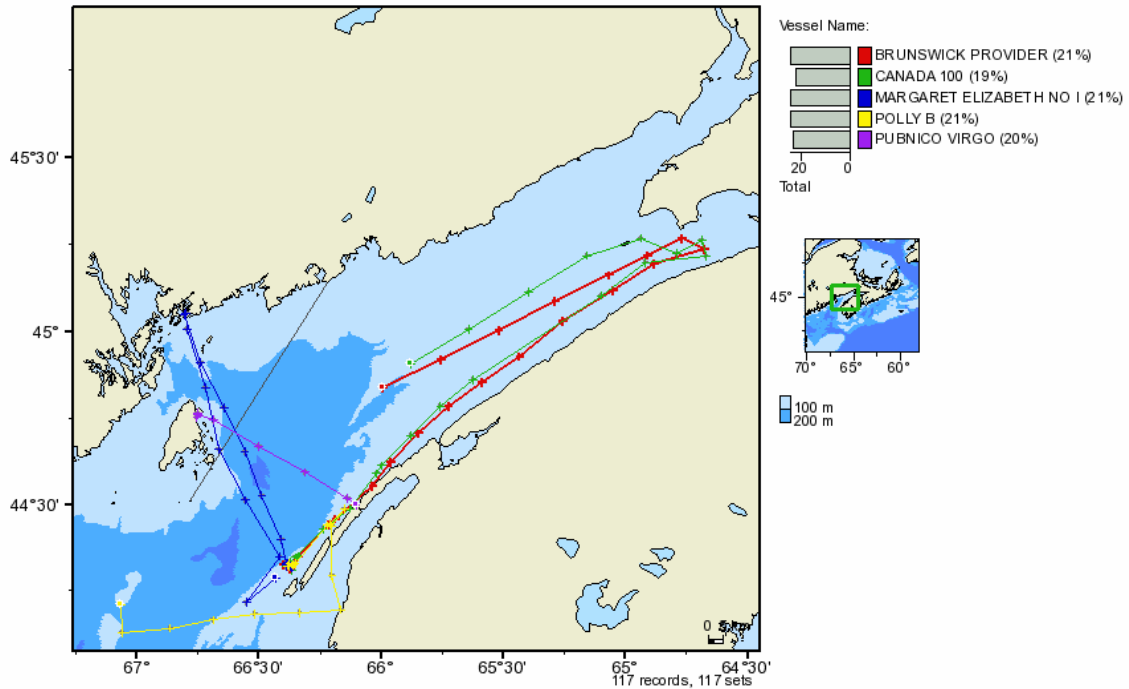 Vessel Name:
BRUNSWICK PROVIDER (21%)
CANADA 100 (19%)
MARGARET ELIZABETH NO I (21%)
POLLY B (21%)
PUBNICO VIRGO (20%)
20 0
Total
45°30'
45°
44°30'
67° 66°30' 66° 65°30' 65° 64°30'
117 records, 117 sets
45°
70° 65° 60°
100 m
200 m